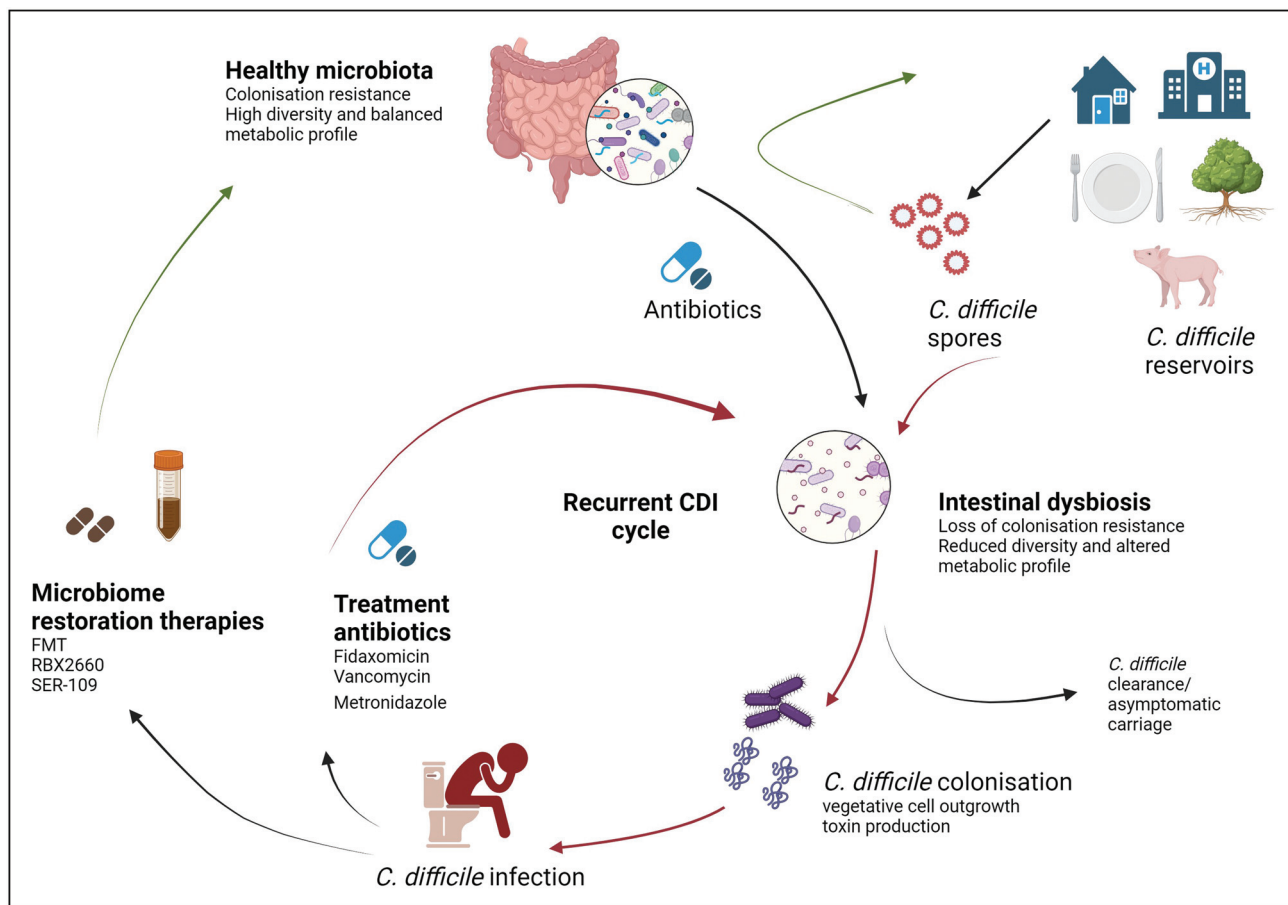 Healthy microbiota
Colonisation resistance
High diversity and balanced
metabolic profile
H
Antibiotics
C. difficile
spores
C. difficile
reservoirs
Recurrent CDI
cycle
Intestinal dysbiosis
Loss of colonisation resistance
Reduced diversity and altered
metabolic profile
Microbiome
restoration therapies
FMT
RBX2660
SER-109
Treatment
antibiotics
Fidaxomicin
Vancomycin
Metronidazole
C. difficile
clearance/
asymptomatic
carriage
C. difficile colonisation
vegetative cell outgrowth
toxin production
C. difficile infection